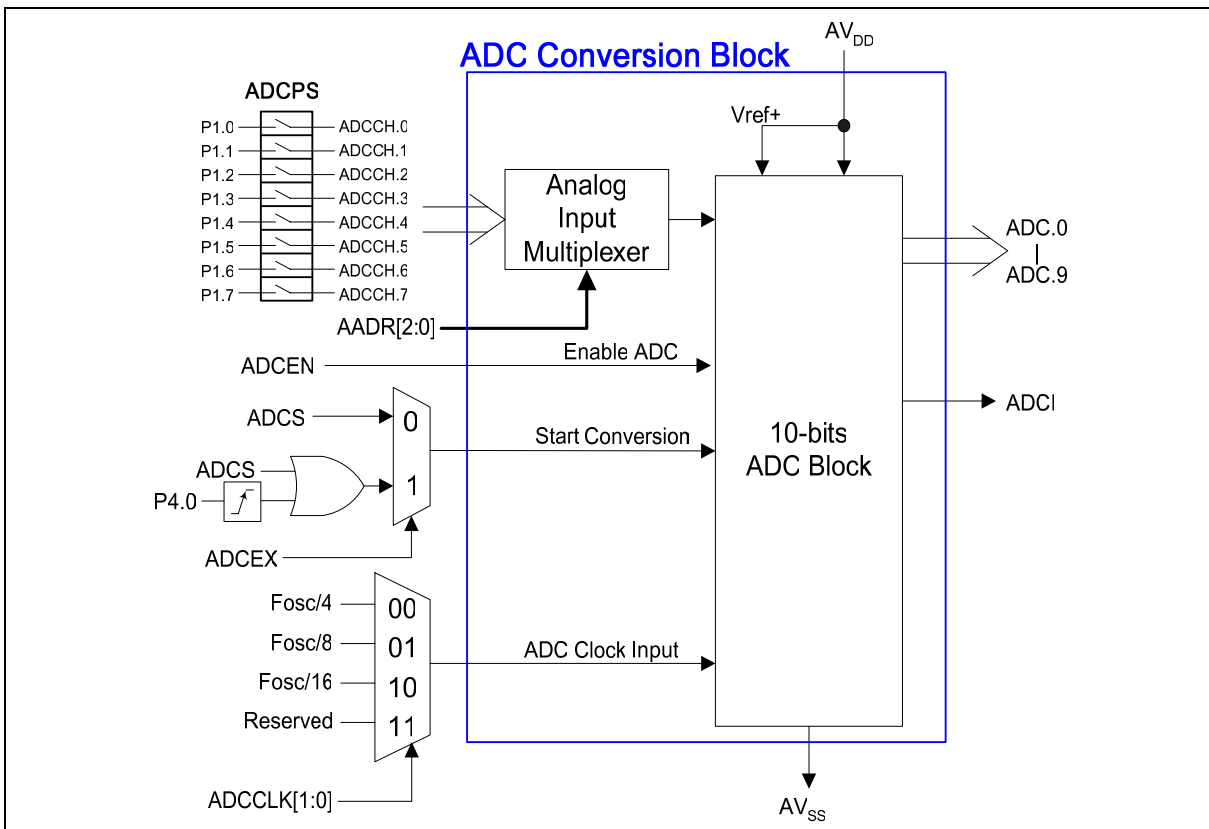 ADC Conversion Block
AV_DD
ADCPS
Vref+
P1.0 ADCCH.0
P1.1 ADCCH.1
P1.2 ADCCH.2
P1.3 ADCCH.3
P1.4 ADCCH.4
P1.5 ADCCH.5
P1.6 ADCCH.6
P1.7 ADCCH.7
Analog
Input
Multiplexer
ADC.0
ADC.9
AADR[2:0]
ADCEN
Enable ADC
ADCS
0
Start Conversion
10-bits
ADC Block
ADCI
ADCS
1
P4.0
ADCEX
Fosc/4 00
Fosc/8 01
Fosc/16 10
Reserved 11
ADC Clock Input
ADCCLK[1:0]
AV_SS